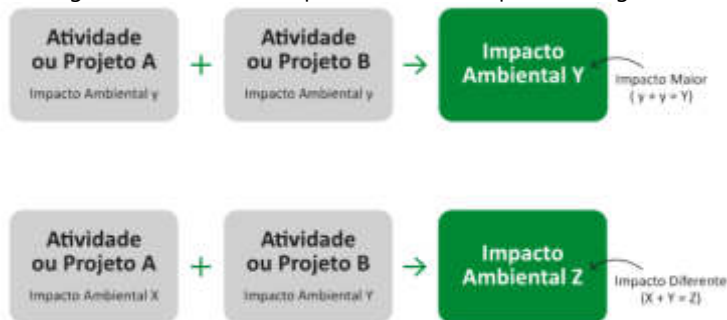 Atividade
ou Projeto A
Impacto Ambiental y
+
Atividade
ou Projeto B
Impacto Ambiental y
→
Impacto
Ambiental Y
Impacto Maior
( y + y = Y)
Atividade
ou Projeto A
Impacto Ambiental X
+
Atividade
ou Projeto B
Impacto Ambiental Y
→
Impacto
Ambiental Z
Impacto Diferente
(X + Y = Z)